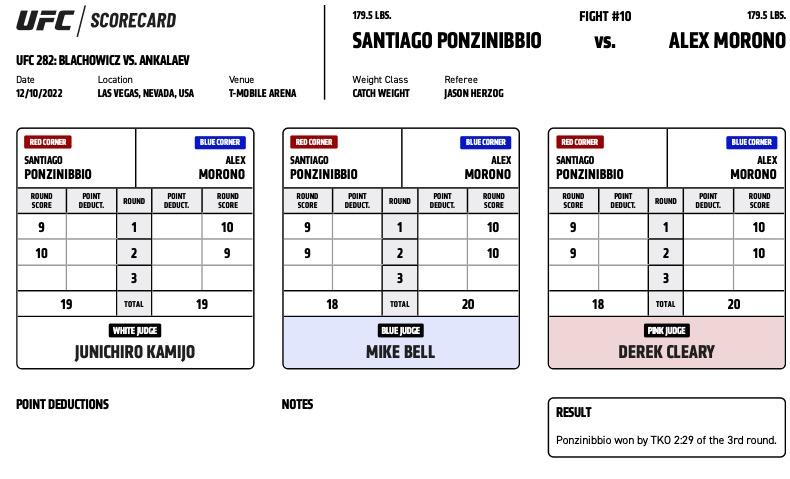 UFC / SCORECARD
UFC 282: BLACHOWICZ VS. ANKALAEV
Date Location Venue
12/10/2022 LAS VEGAS, NEVADA, USA T-MOBILE ARENA
179.5 LBS. FIGHT #10 179.5 LBS.
SANTIAGO PONZINIBBIO vs. ALEX MORONO
Weight Class Referee
CATCH WEIGHT JASON HERZOG
RED CORNER BLUE CORNER
SANTIAGO ALEX
PONZINIBBIO MORONO
ROUND SCORE POINT DEDUCT. ROUND POINT DEDUCT. ROUND SCORE
9 1 10
10 2 9
3
19 TOTAL 19
WHITE JUDGE
JUNICHIRO KAMIJO
RED CORNER BLUE CORNER
SANTIAGO ALEX
PONZINIBBIO MORONO
ROUND SCORE POINT DEDUCT. ROUND POINT DEDUCT. ROUND SCORE
9 1 10
9 2 10
3
18 TOTAL 20
BLUE JUDGE
MIKE BELL
RED CORNER BLUE CORNER
SANTIAGO ALEX
PONZINIBBIO MORONO
ROUND SCORE POINT DEDUCT. ROUND POINT DEDUCT. ROUND SCORE
9 1 10
9 2 10
3
18 TOTAL 20
PINK JUDGE
DEREK CLEARY
POINT DEDUCTIONS
NOTES
RESULT
Ponzinibbio won by TKO 2:29 of the 3rd round.